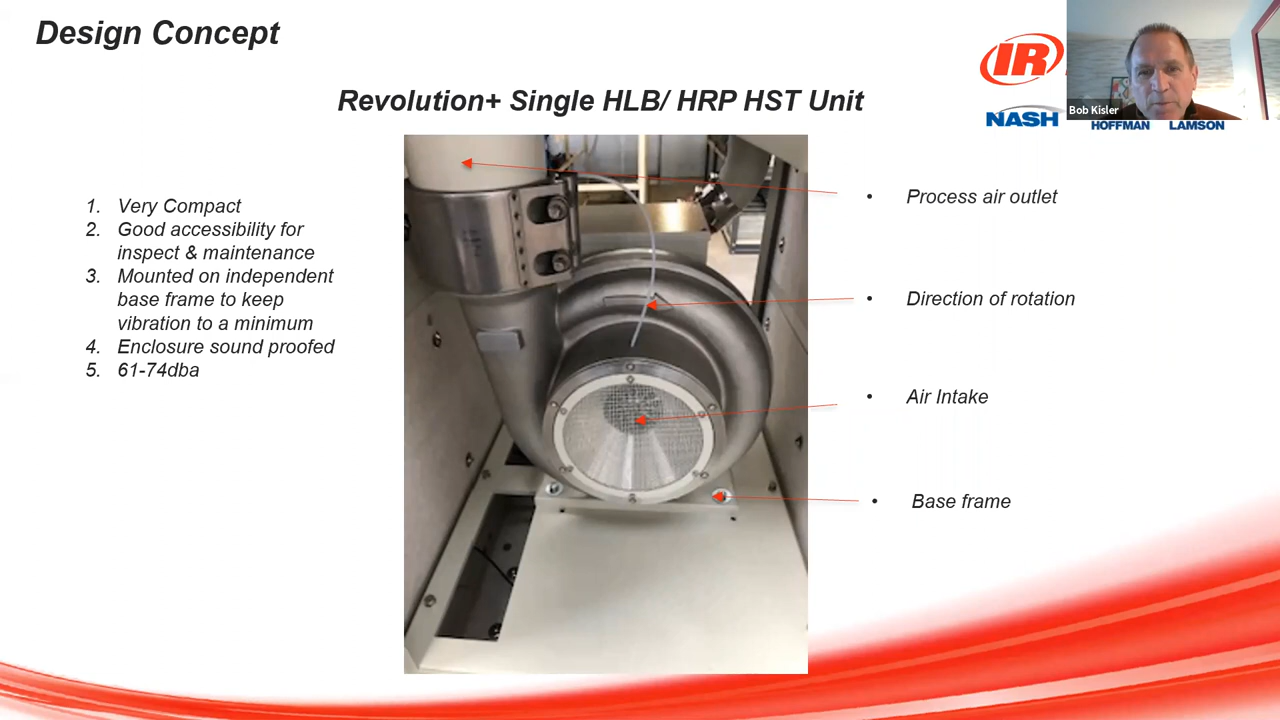 Design Concept
IR
NASH
HOFFMAN
LAMSON
Bob Kisler
Revolution+ Single HLB/ HRP HST Unit
1. Very Compact
2. Good accessibility for
inspect & maintenance
3. Mounted on independent
base frame to keep
vibration to a minimum
4. Enclosure sound proofed
5. 61-74dba
• Process air outlet
• Direction of rotation
• Air Intake
• Base frame